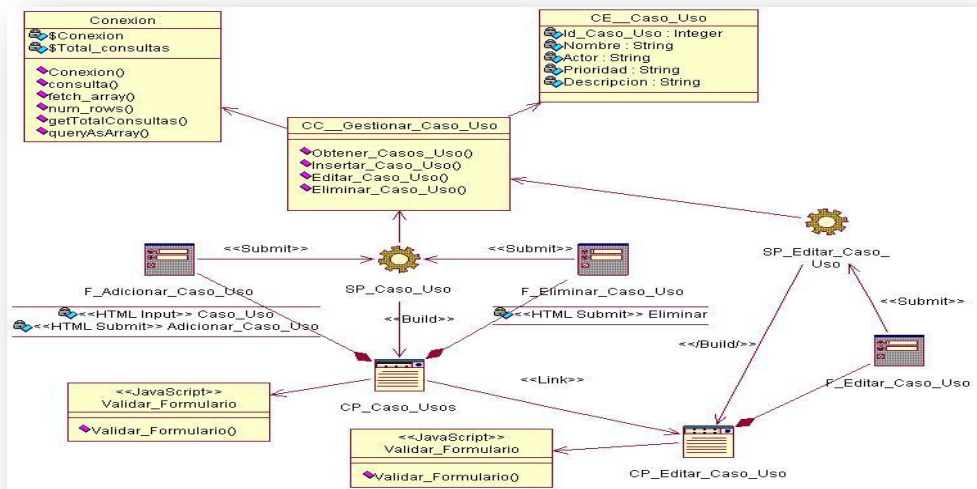 Conexion
$Conexion
$Total_consultas
Conexion()
consulta()
fetch_array()
num_rows()
getTotalConsultas()
queryAsArray()
CE__Caso_Uso
Id_Caso_Uso : Integer
Nombre : String
Actor : String
Prioridad : String
Descripcion : String
CC__Gestionar_Caso_Uso
Obtener_Casos_Uso()
Insertar_Caso_Uso()
Editar_Caso_Uso()
Eliminar_Caso_Uso()
<<Submit>>
<<Submit>>
SP_Editar_Caso_
Uso
F_Adicionar_Caso_Uso
SP_Caso_Uso
F_Eliminar_Caso_Uso
<<HTML Input>> Caso_Uso
<<HTML Submit>> Adicionar_Caso_Uso
<<Build>>
<<HTML Submit>> Eliminar
<<Submit>>
<</Build/>>
F_Editar_Caso_Uso
<<Link>>
CP_Caso_Usos
<<JavaScript>>
Validar_Formulario
Validar_Formulario()
<<JavaScript>>
Validar_Formulario
Validar_Formulario()
CP_Editar_Caso_Uso